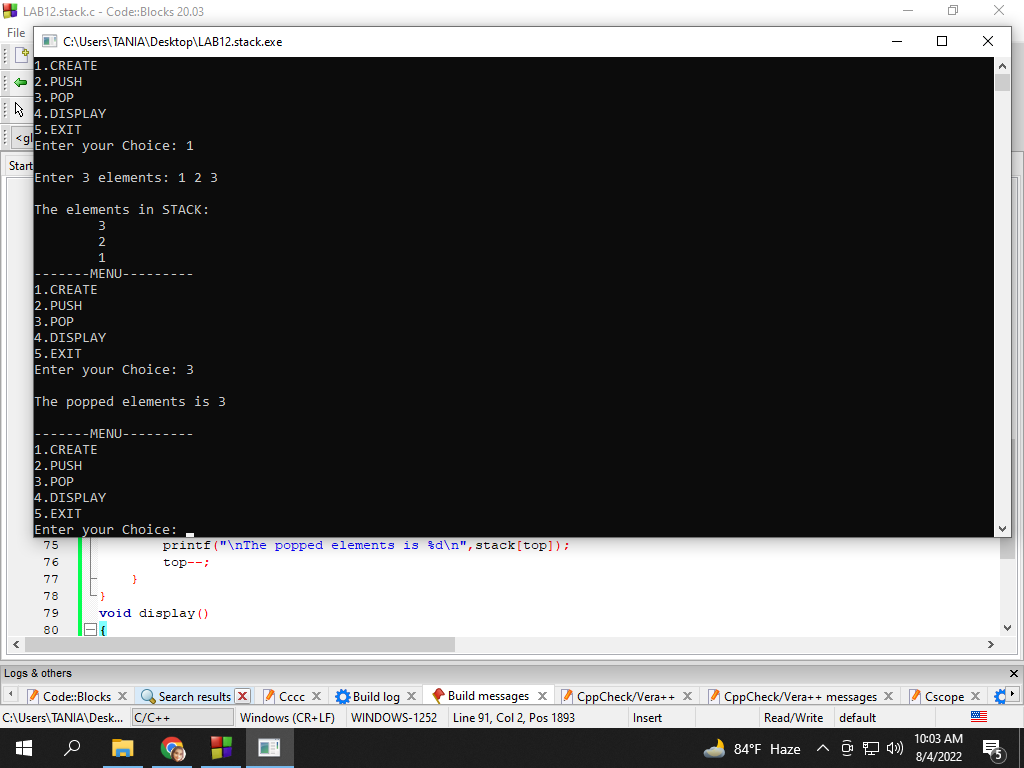 LAB12.stack.c - Code::Blocks 20.03
File
C:\Users\TANIA\Desktop\LAB12.stack.exe
<gl
Start
1.CREATE
2.PUSH
3.POP
4.DISPLAY
5.EXIT
Enter your Choice: 1
Enter 3 elements: 1 2 3
The elements in STACK:
3
2
1
-------MENU---------
1.CREATE
2.PUSH
3.POP
4.DISPLAY
5.EXIT
Enter your Choice: 3
The popped elements is 3
-------MENU---------
1.CREATE
2.PUSH
3.POP
4.DISPLAY
5.EXIT
Enter your Choice:
75 printf("\nThe popped elements is %d\n",stack[top]);
76 top--;
77 }
78 }
79 void display()
80 {
Logs & others
Code::Blocks Search results Cccc Build log Build messages CppCheck/Vera++ CppCheck/Vera++ messages Cscope
C:\Users\TANIA\Desk... C/C++ Windows (CR+LF) WINDOWS-1252 Line 91, Col 2, Pos 1893 Insert Read/Write default
84°F Haze 10:03 AM
8/4/2022
5